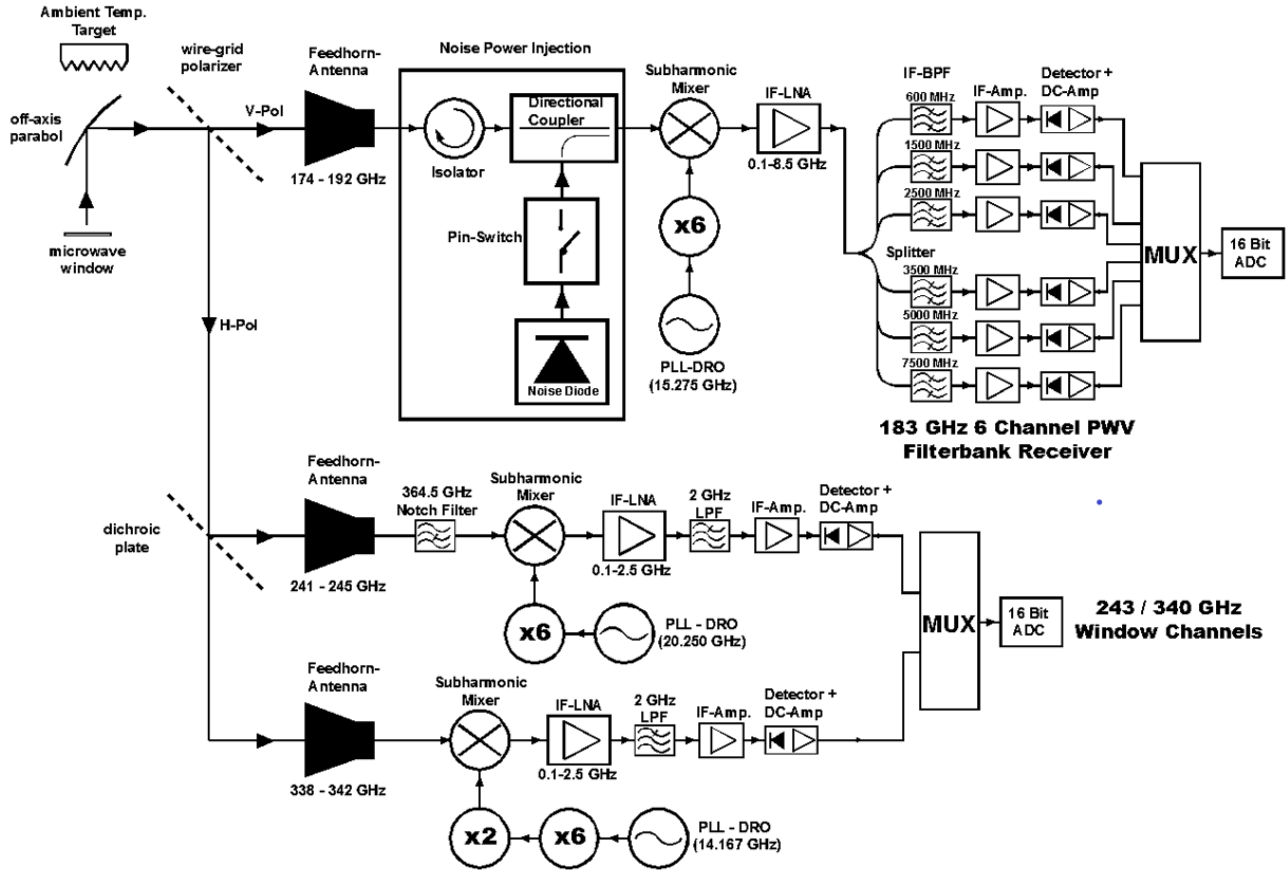 Ambient Temp.
Target
wire-grid
polarizer
off-axis
parabol
microwave
window
V-Pol
H-Pol
Feedhorn-
Antenna
174 - 192 GHz
Noise Power Injection
Isolator
Directional
Coupler
Pin-Switch
Noise Diode
Subharmonic
Mixer
x6
PLL-DRO
(15.275 GHz)
IF-LNA
0.1-8.5 GHz
Splitter
IF-BPF
600 MHz
1500 MHz
2500 MHz
3500 MHz
5000 MHz
7500 MHz
IF-Amp.
Detector +
DC-Amp
MUX
16 Bit
ADC
183 GHz 6 Channel PWV
Filterbank Receiver
dichroic
plate
Feedhorn-
Antenna
241 - 245 GHz
364.5 GHz
Notch Filter
Subharmonic
Mixer
x6
PLL - DRO
(20.250 GHz)
IF-LNA
0.1-2.5 GHz
2 GHz
LPF
IF-Amp.
Detector +
DC-Amp
MUX
16 Bit
ADC
243 / 340 GHz
Window Channels
Feedhorn-
Antenna
338 - 342 GHz
Subharmonic
Mixer
x2
x6
PLL - DRO
(14.167 GHz)
IF-LNA
0.1-2.5 GHz
2 GHz
LPF
IF-Amp.
Detector +
DC-Amp